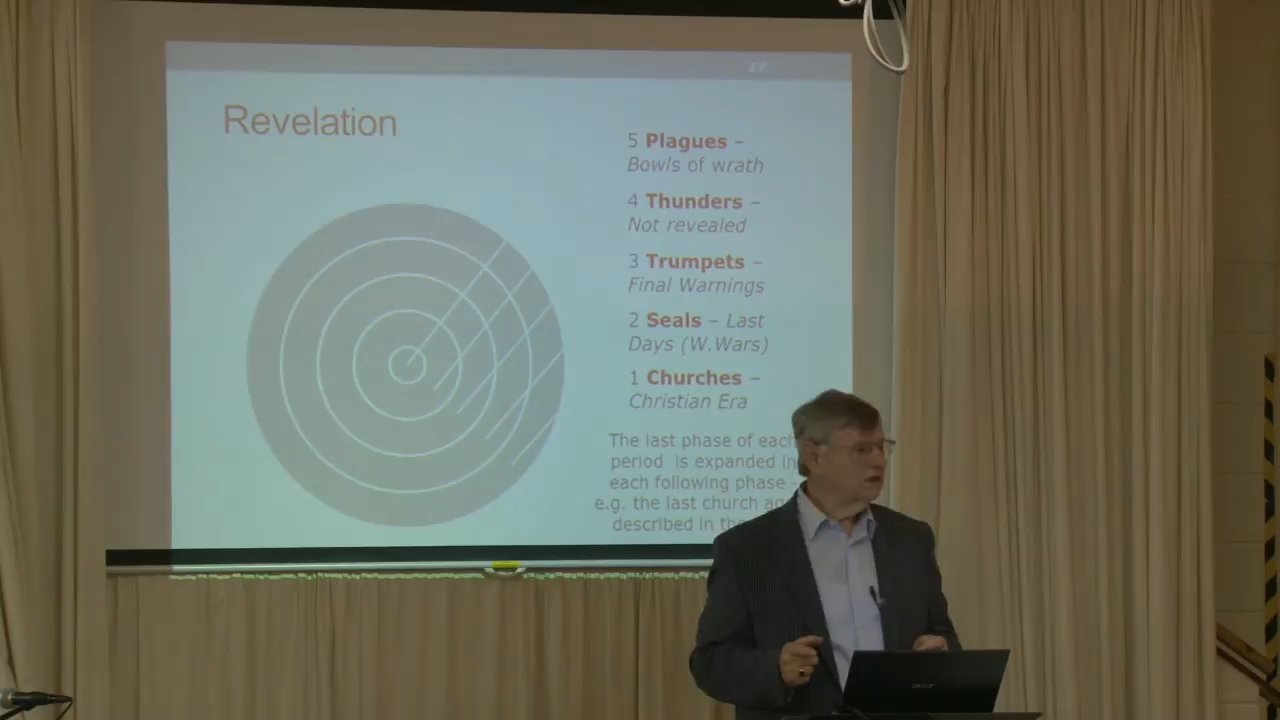 Revelation
5 Plagues –
Bowls of wrath
4 Thunders –
Not revealed
3 Trumpets –
Final Warnings
2 Seals – Last
Days (W.Wars)
1 Churches –
Christian Era
The last phase of each
period is expanded
each following phase
e.g. the last church
described in
acer